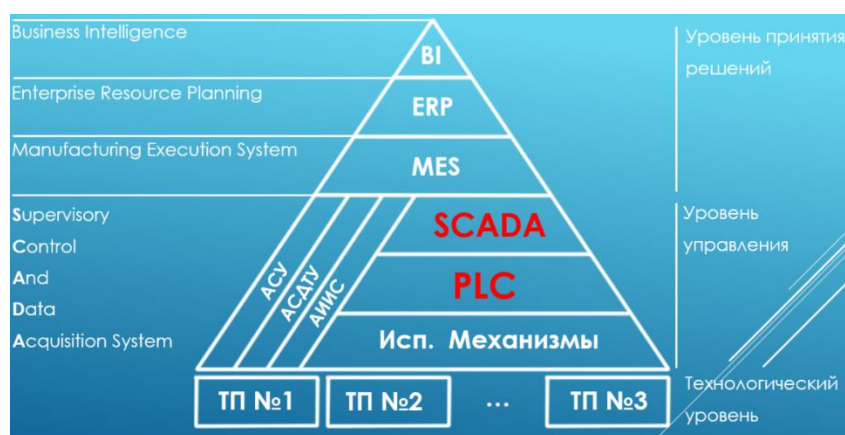 Business Intelligence
BI
Уровень принятия
решений
Enterprise Resource Planning
ERP
Manufacturing Execution System
MES
Supervisory
Control
And
Data
Acquisition System
АСУ
АСДТУ
АИИС
SCADA
PLC
Исп. Механизмы
Уровень
управления
ТП №1
ТП №2
...
ТП №3
Технологический
уровень